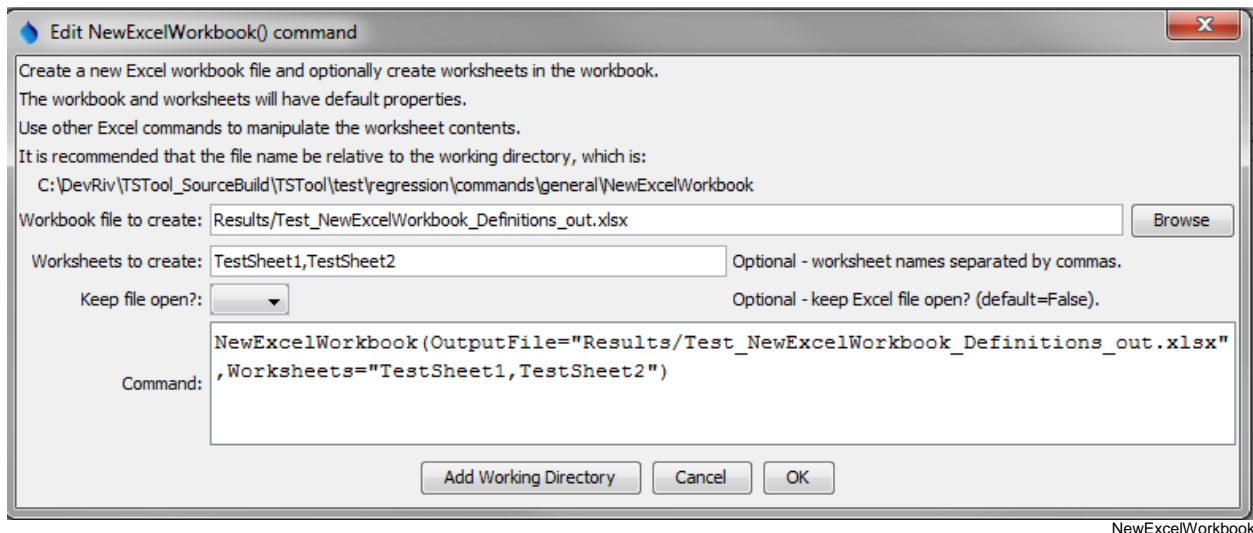 Edit NewExcelWorkbook() command
Create a new Excel workbook file and optionally create worksheets in the workbook.
The workbook and worksheets will have default properties.
Use other Excel commands to manipulate the worksheet contents.
It is recommended that the file name be relative to the working directory, which is:
C:\DevRiv\TSTool_SourceBuild\TSTool\test\regression\commands\general\NewExcelWorkbook
Workbook file to create: Results/Test_NewExcelWorkbook_Definitions_out.xlsx Browse
Worksheets to create: TestSheet1,TestSheet2 Optional - worksheet names separated by commas.
Keep file open?: Optional - keep Excel file open? (default=False).
NewExcelWorkbook(OutputFile="Results/Test_NewExcelWorkbook_Definitions_out.xlsx"
Command: ,Worksheets="TestSheet1,TestSheet2")
Add Working Directory Cancel OK
NewExcelWorkbook